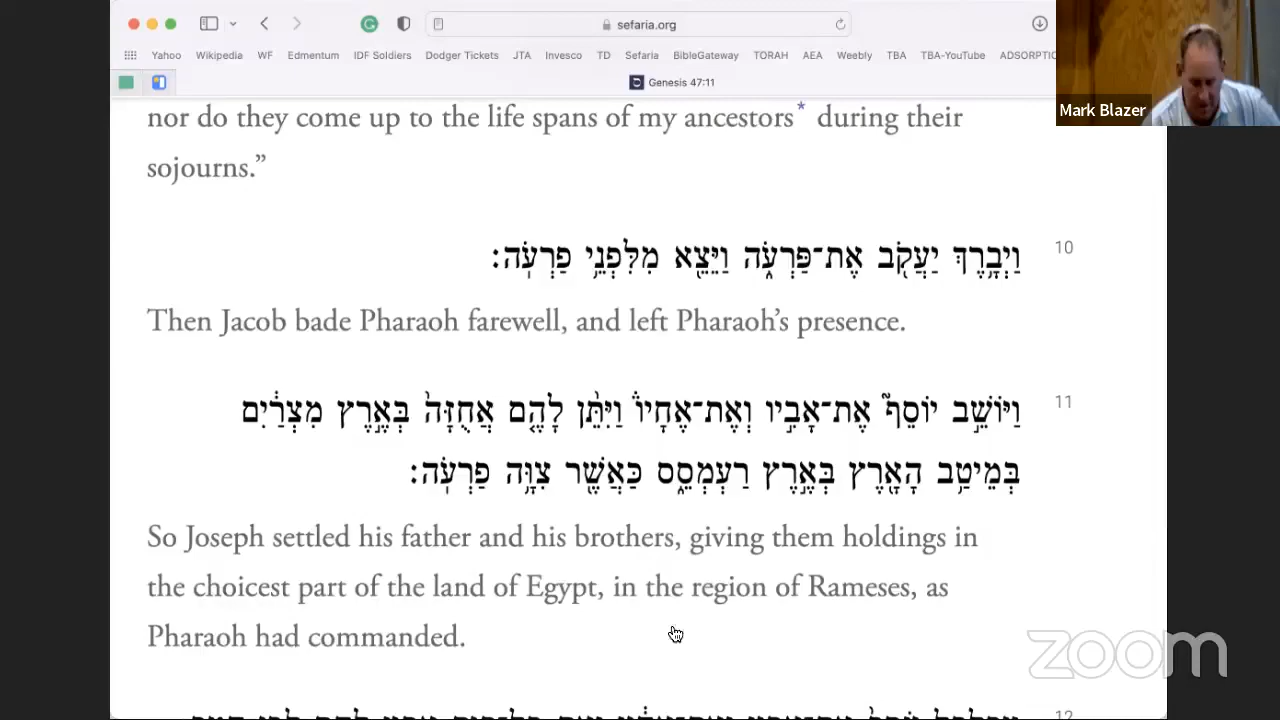 sefaria.org
Yahoo Wikipedia WF Edmentum IDF Soldiers Dodger Tickets JTA Invesco TD Sefaria BibleGateway TORAH AEA Weebly TBA TBA-YouTube ADSORPTIO
Genesis 47:11
Mark Blazer
nor do they come up to the life spans of my ancestors* during their
sojourns.”
10
וַיְבָ֥רֶךְ יַעֲקֹ֖ב אֶת־פַּרְעֹ֑ה וַיֵּצֵ֖א מִלִּפְנֵ֥י פַרְעֹֽה׃
Then Jacob bade Pharaoh farewell, and left Pharaoh’s presence.
11
וַיּוֹשֵ֣ב יוֹסֵף֮ אֶת־אָבִ֣יו וְאֶת־אֶחָיו֒ וַיִּתֵּ֨ן לָהֶ֤ם אֲחֻזָּה֙ בְּאֶ֣רֶץ מִצְרַ֔יִם
בְּמֵיטַ֥ב הָאָ֖רֶץ בְּאֶ֣רֶץ רַעְמְסֵ֑ס כַּאֲשֶׁ֖ר צִוָּ֥ה פַרְעֹֽה׃
So Joseph settled his father and his brothers, giving them holdings in
the choicest part of the land of Egypt, in the region of Rameses, as
Pharaoh had commanded.
zoom
12